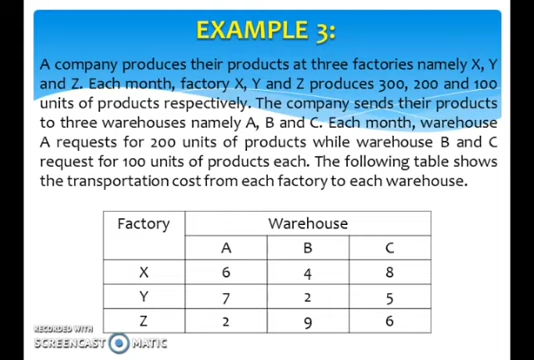 EXAMPLE 3:
A company produces their products at three factories namely X, Y
and Z. Each month, factory X, Y and Z produces 300, 200 and 100
units of products respectively. The company sends their products
to three warehouses namely A, B and C. Each month, warehouse
A requests for 200 units of products while warehouse B and C
request for 100 units of products each. The following table shows
the transportation cost from each factory to each warehouse.
Factory Warehouse
A B C
X 6 4 8
Y 7 2 5
Z 2 9 6
RECORDED WITH
SCREENCAST MATIC